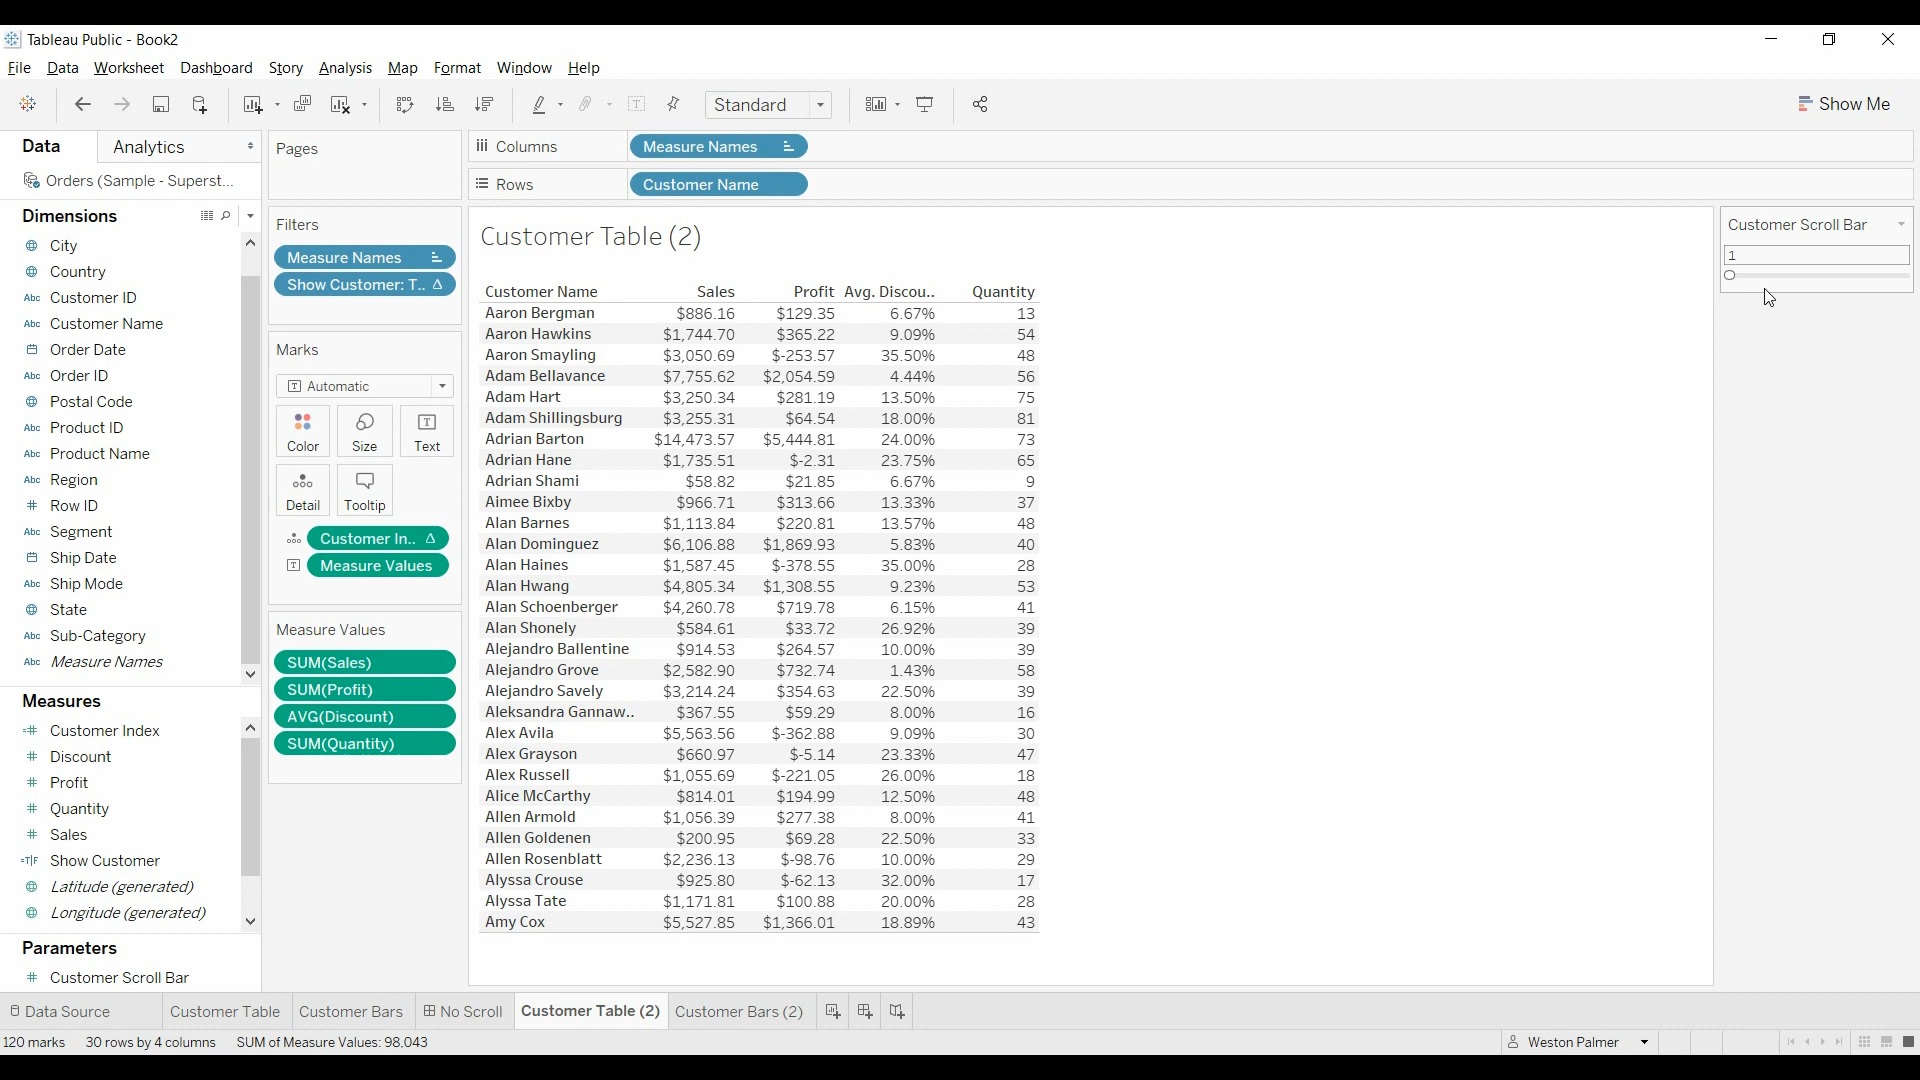 Tableau Public - Book2
File Data Worksheet Dashboard Story Analysis Map Format Window Help
Standard
Show Me
Data Analytics
Orders (Sample - Superst...
Dimensions
City
Country
Abc Customer ID
Abc Customer Name
Order Date
Abc Order ID
Postal Code
Abc Product ID
Abc Product Name
Abc Region
# Row ID
Abc Segment
Ship Date
Abc Ship Mode
State
Abc Sub-Category
Abc Measure Names
Measures
=# Customer Index
# Discount
# Profit
# Quantity
# Sales
=T|F Show Customer
Latitude (generated)
Longitude (generated)
Parameters
# Customer Scroll Bar
Pages
Filters
Measure Names
Show Customer: T.. Δ
Marks
T Automatic
Color Size T Text
Detail Tooltip
Customer In.. Δ
T Measure Values
Measure Values
SUM(Sales)
SUM(Profit)
AVG(Discount)
SUM(Quantity)
Columns Measure Names
Rows Customer Name
Customer Table (2)
Customer Name Sales Profit Avg. Discou.. Quantity
Aaron Bergman $886.16 $129.35 6.67% 13
Aaron Hawkins $1,744.70 $365.22 9.09% 54
Aaron Smayling $3,050.69 $-253.57 35.50% 48
Adam Bellavance $7,755.62 $2,054.59 4.44% 56
Adam Hart $3,250.34 $281.19 13.50% 75
Adam Shillingsburg $3,255.31 $64.54 18.00% 81
Adrian Barton $14,473.57 $5,444.81 24.00% 73
Adrian Hane $1,735.51 $-2.31 23.75% 65
Adrian Shami $58.82 $21.85 6.67% 9
Aimee Bixby $966.71 $313.66 13.33% 37
Alan Barnes $1,113.84 $220.81 13.57% 48
Alan Dominguez $6,106.88 $1,869.93 5.83% 40
Alan Haines $1,587.45 $-378.55 35.00% 28
Alan Hwang $4,805.34 $1,308.55 9.23% 53
Alan Schoenberger $4,260.78 $719.78 6.15% 41
Alan Shonely $584.61 $33.72 26.92% 39
Alejandro Ballentine $914.53 $264.57 10.00% 39
Alejandro Grove $2,582.90 $732.74 1.43% 58
Alejandro Savely $3,214.24 $354.63 22.50% 39
Aleksandra Gannaw.. $367.55 $59.29 8.00% 16
Alex Avila $5,563.56 $-362.88 9.09% 30
Alex Grayson $660.97 $-5.14 23.33% 47
Alex Russell $1,055.69 $-221.05 26.00% 18
Alice McCarthy $814.01 $194.99 12.50% 48
Allen Armold $1,056.39 $277.38 8.00% 41
Allen Goldenen $200.95 $69.28 22.50% 33
Allen Rosenblatt $2,236.13 $-98.76 10.00% 29
Alyssa Crouse $925.80 $-62.13 32.00% 17
Alyssa Tate $1,171.81 $100.88 20.00% 28
Amy Cox $5,527.85 $1,366.01 18.89% 43
Customer Scroll Bar
1
Data Source Customer Table Customer Bars No Scroll Customer Table (2) Customer Bars (2)
120 marks 30 rows by 4 columns SUM of Measure Values: 98,043 Weston Palmer